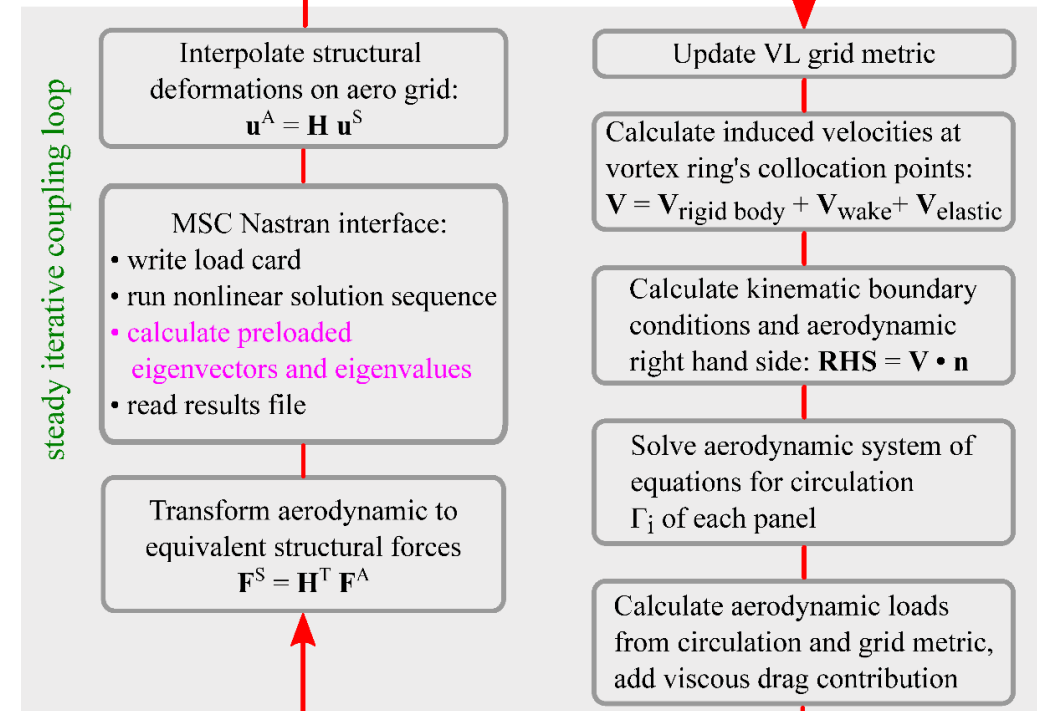 steady iterative coupling loop
Interpolate structural
deformations on aero grid:
u^A = H u^S
MSC Nastran interface:
• write load card
• run nonlinear solution sequence
• calculate preloaded
eigenvectors and eigenvalues
• read results file
Transform aerodynamic to
equivalent structural forces
F^S = H^T F^A
Update VL grid metric
Calculate induced velocities at
vortex ring's collocation points:
V = V_rigid body + V_wake+ V_elastic
Calculate kinematic boundary
conditions and aerodynamic
right hand side: RHS = V • n
Solve aerodynamic system of
equations for circulation
Γ_i of each panel
Calculate aerodynamic loads
from circulation and grid metric,
add viscous drag contribution